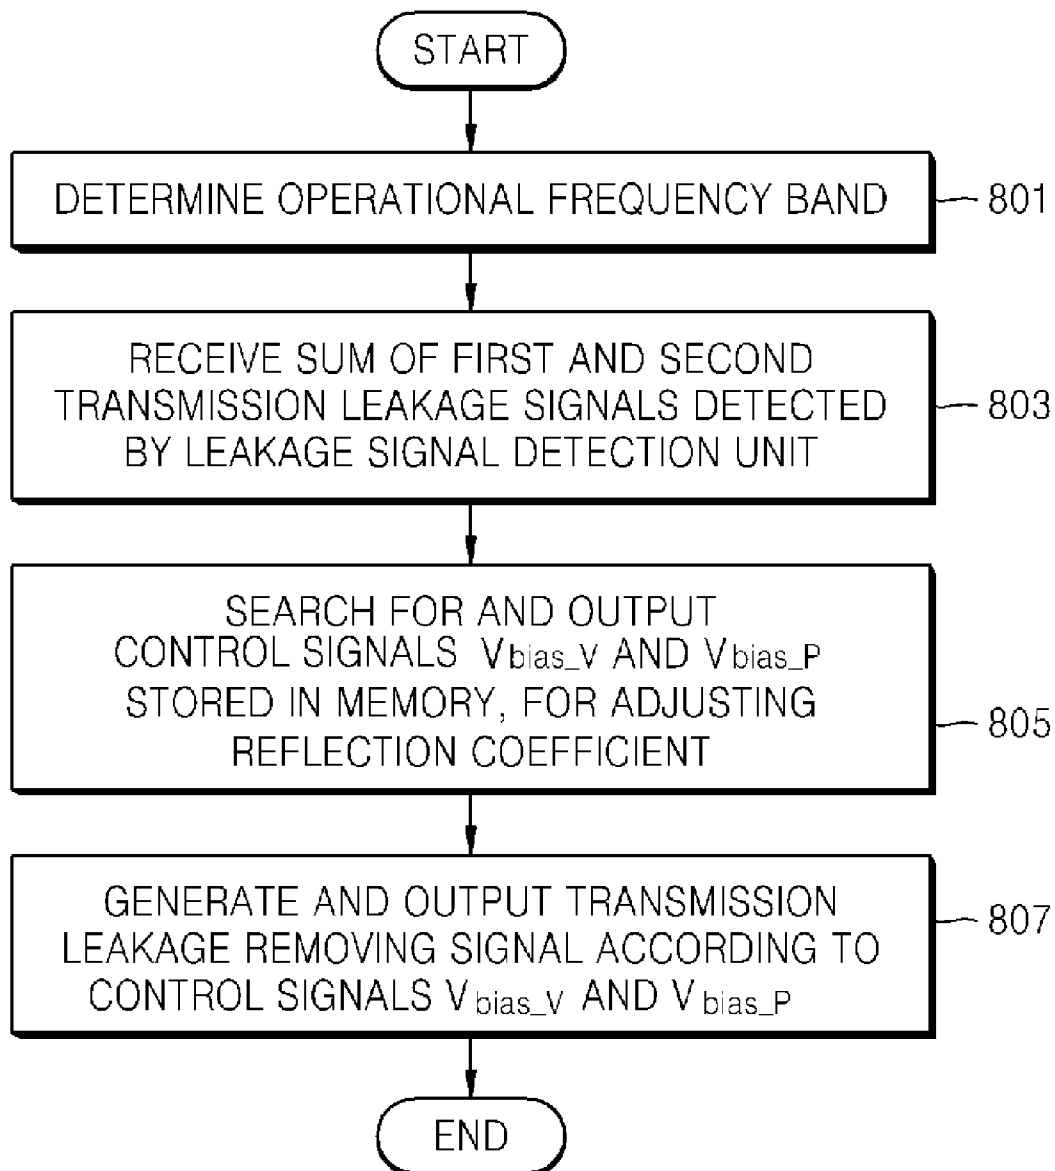 START
DETERMINE OPERATIONAL FREQUENCY BAND
801
RECEIVE SUM OF FIRST AND SECOND
TRANSMISSION LEAKAGE SIGNALS DETECTED
BY LEAKAGE SIGNAL DETECTION UNIT
803
SEARCH FOR AND OUTPUT
CONTROL SIGNALS Vbias_V AND Vbias_P
STORED IN MEMORY, FOR ADJUSTING
REFLECTION COEFFICIENT
805
GENERATE AND OUTPUT TRANSMISSION
LEAKAGE REMOVING SIGNAL ACCORDING TO
CONTROL SIGNALS Vbias_V AND Vbias_P
807
END